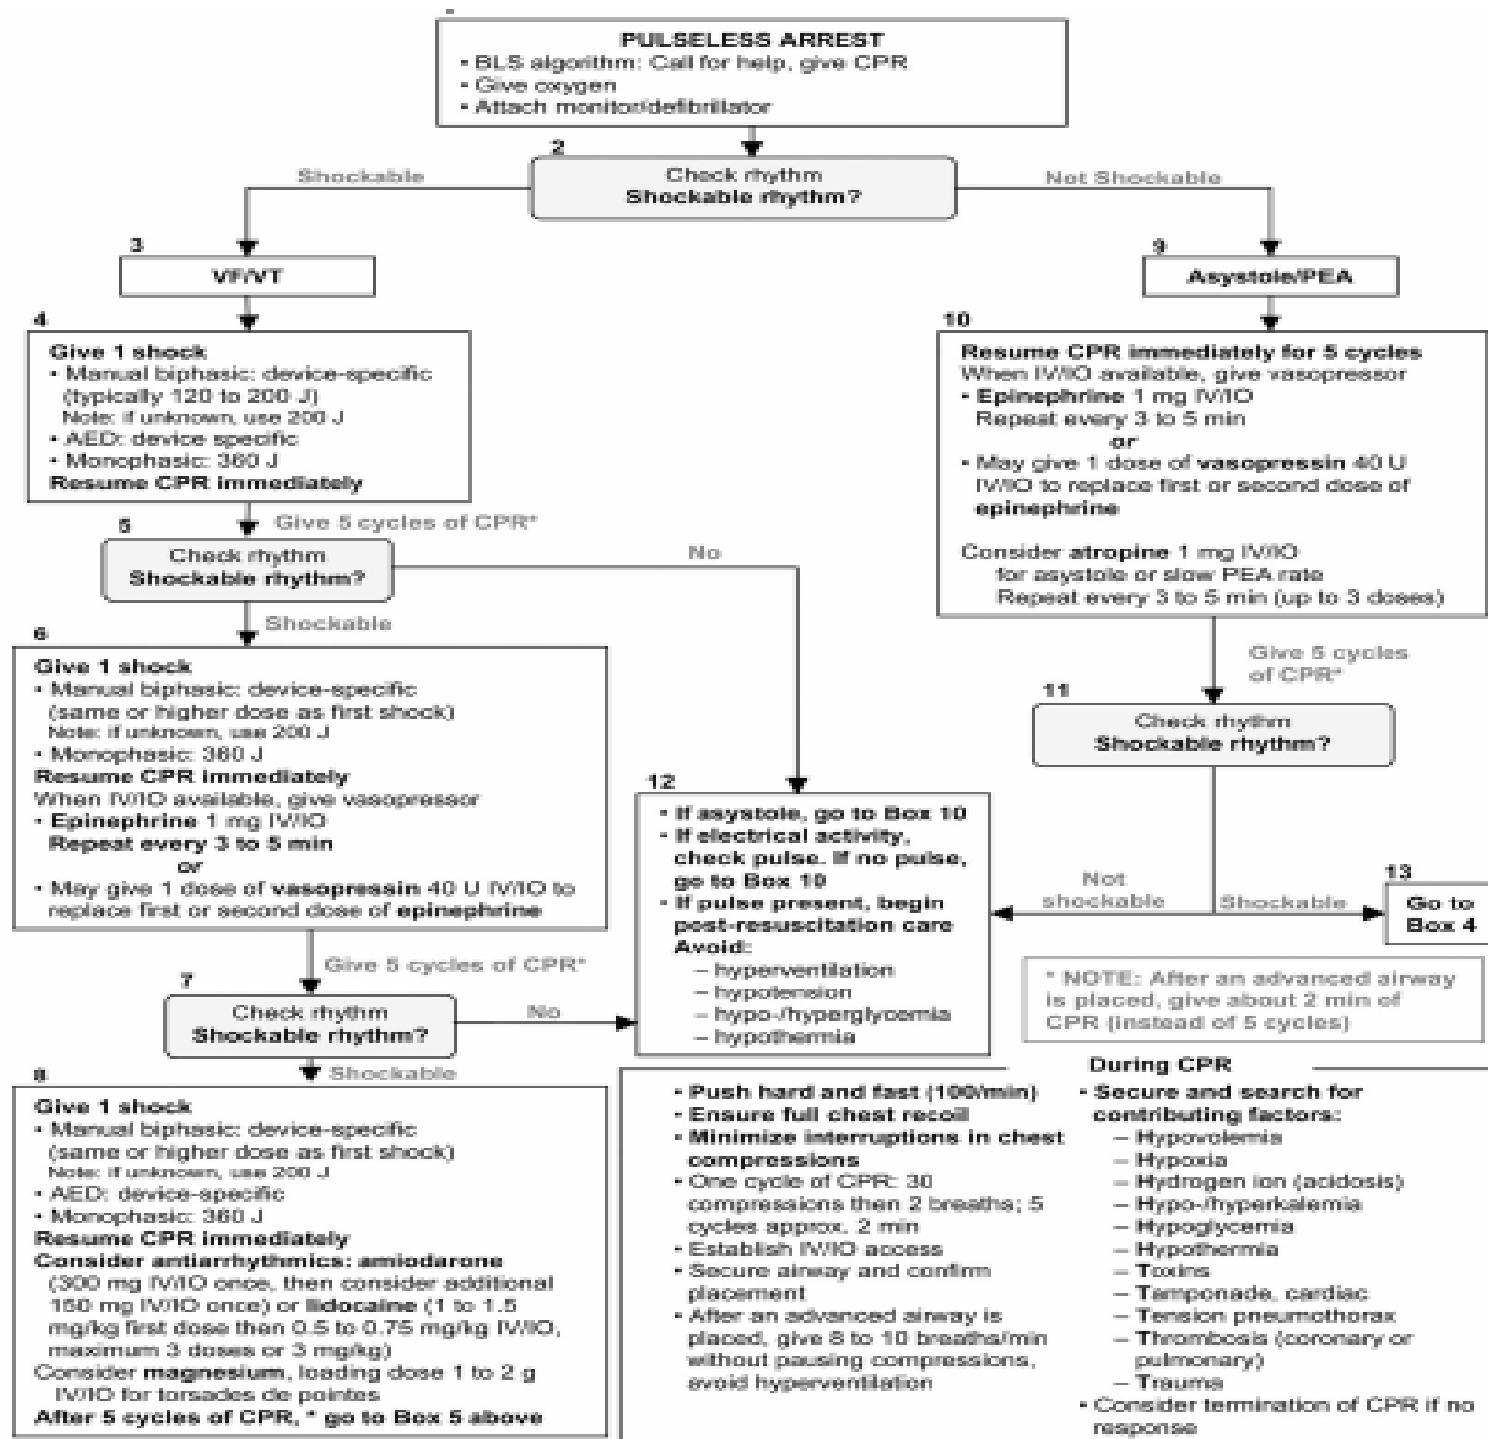 PULSELESS ARREST
• BLS algorithm: Call for help, give CPR
• Give oxygen
• Attach monitor/defibrillator
2
Check rhythm
Shockable rhythm?
Shockable
Not Shockable
3
VF/VT
9
Asystole/PEA
4
Give 1 shock
• Manual biphasic: device-specific
(typically 120 to 200 J)
Note: if unknown, use 200 J
• AED: device specific
• Monophasic: 360 J
Resume CPR immediately
Give 5 cycles of CPR*
5
Check rhythm
Shockable rhythm?
No
Shockable
6
Give 1 shock
• Manual biphasic: device-specific
(same or higher dose as first shock)
Note: if unknown, use 200 J
• Monophasic: 360 J
Resume CPR immediately
When IV/IO available, give vasopressor
• Epinephrine 1 mg IV/IO
Repeat every 3 to 5 min
or
• May give 1 dose of vasopressin 40 U IV/IO to
replace first or second dose of epinephrine
Give 5 cycles of CPR*
7
Check rhythm
Shockable rhythm?
No
Shockable
8
Give 1 shock
• Manual biphasic: device-specific
(same or higher dose as first shock)
Note: if unknown, use 200 J
• AED: device-specific
• Monophasic: 360 J
Resume CPR immediately
Consider antiarrhythmics: amiodarone
(300 mg IV/IO once, then consider additional
150 mg IV/IO once) or lidocaine (1 to 1.5
mg/kg first dose then 0.5 to 0.75 mg/kg IV/IO,
maximum 3 doses or 3 mg/kg)
Consider magnesium, loading dose 1 to 2 g
IV/IO for torsades de pointes
After 5 cycles of CPR, * go to Box 5 above
10
Resume CPR immediately for 5 cycles
When IV/IO available, give vasopressor
• Epinephrine 1 mg IV/IO
Repeat every 3 to 5 min
or
• May give 1 dose of vasopressin 40 U
IV/IO to replace first or second dose of
epinephrine
Consider atropine 1 mg IV/IO
for asystole or slow PEA rate
Repeat every 3 to 5 min (up to 3 doses)
Give 5 cycles
of CPR*
11
Check rhythm
Shockable rhythm?
Not
shockable
Shockable
12
• If asystole, go to Box 10
• If electrical activity,
check pulse. If no pulse,
go to Box 10
• If pulse present, begin
post-resuscitation care
Avoid:
– hyperventilation
– hypotension
– hypo-/hyperglycemia
– hypothermia
13
Go to
Box 4
* NOTE: After an advanced airway
is placed, give about 2 min of
CPR (instead of 5 cycles)
During CPR
• Push hard and fast (100/min)
• Ensure full chest recoil
• Minimize interruptions in chest
compressions
• One cycle of CPR: 30
compressions then 2 breaths; 5
cycles approx. 2 min
• Establish IV/IO access
• Secure airway and confirm
placement
• After an advanced airway is
placed, give 8 to 10 breaths/min
without pausing compressions,
avoid hyperventilation
• Secure and search for
contributing factors:
– Hypovolemia
– Hypoxia
– Hydrogen ion (acidosis)
– Hypo-/hyperkalemia
– Hypoglycemia
– Hypothermia
– Toxins
– Tamponade, cardiac
– Tension pneumothorax
– Thrombosis (coronary or
pulmonary)
– Trauma
• Consider termination of CPR if no
response